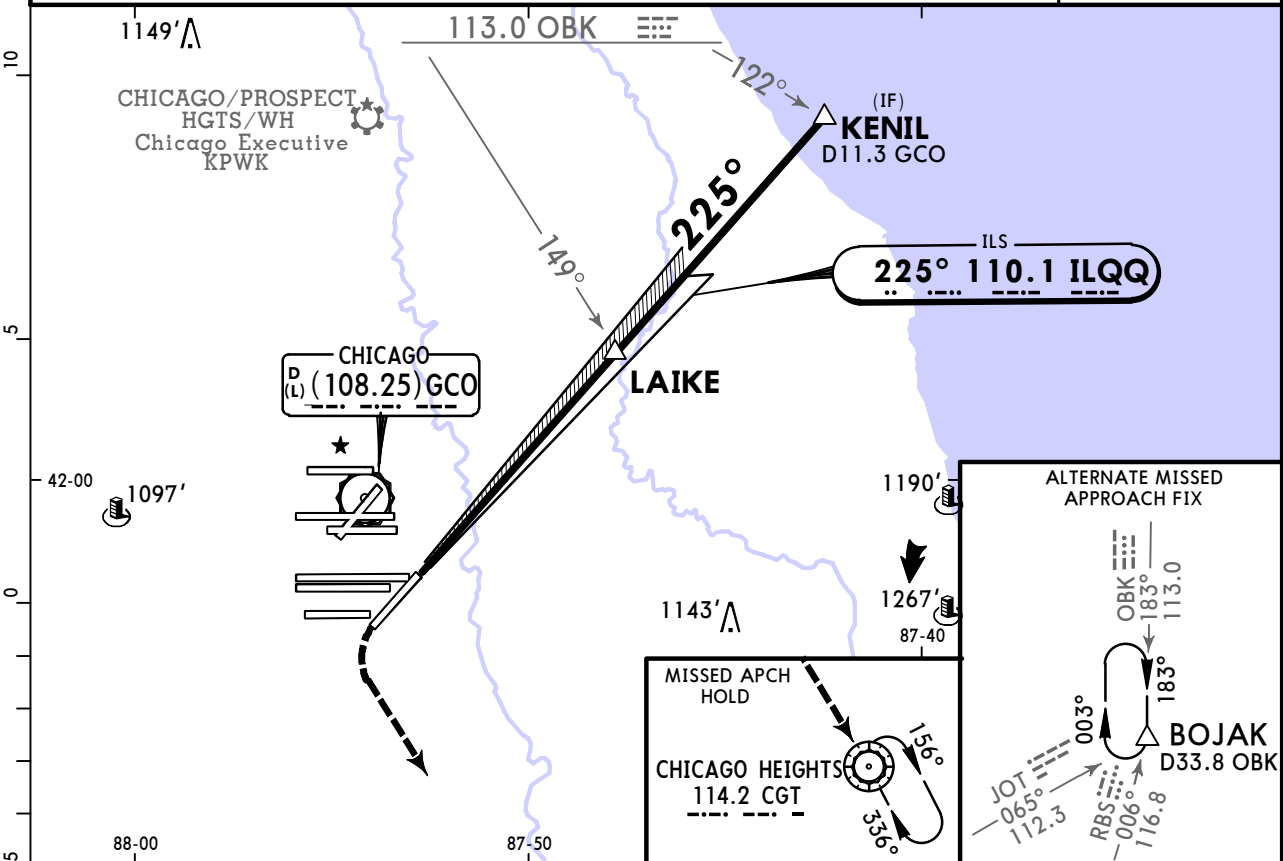 1149'
113.0 OBK
122°
10
CHICAGO/PROSPECT
HGTS/WH
Chicago Executive
KPWK
(IF)
KENIL
D11.3 GCO
225°
149°
ILS
225° 110.1 ILQQ
5
CHICAGO
D
(L) (108.25) GCO
LAIKE
42-00
1097'
1190'
ALTERNATE MISSED
APPROACH FIX
OBK
183°
113.0
0
1143'
1267'
87-40
MISSED APCH
HOLD
183°
003°
156°
BOJAK
D33.8 OBK
CHICAGO HEIGHTS
114.2 CGT
336°
JOT
065°
112.3
RBS
006°
116.8
5
88-00
87-50